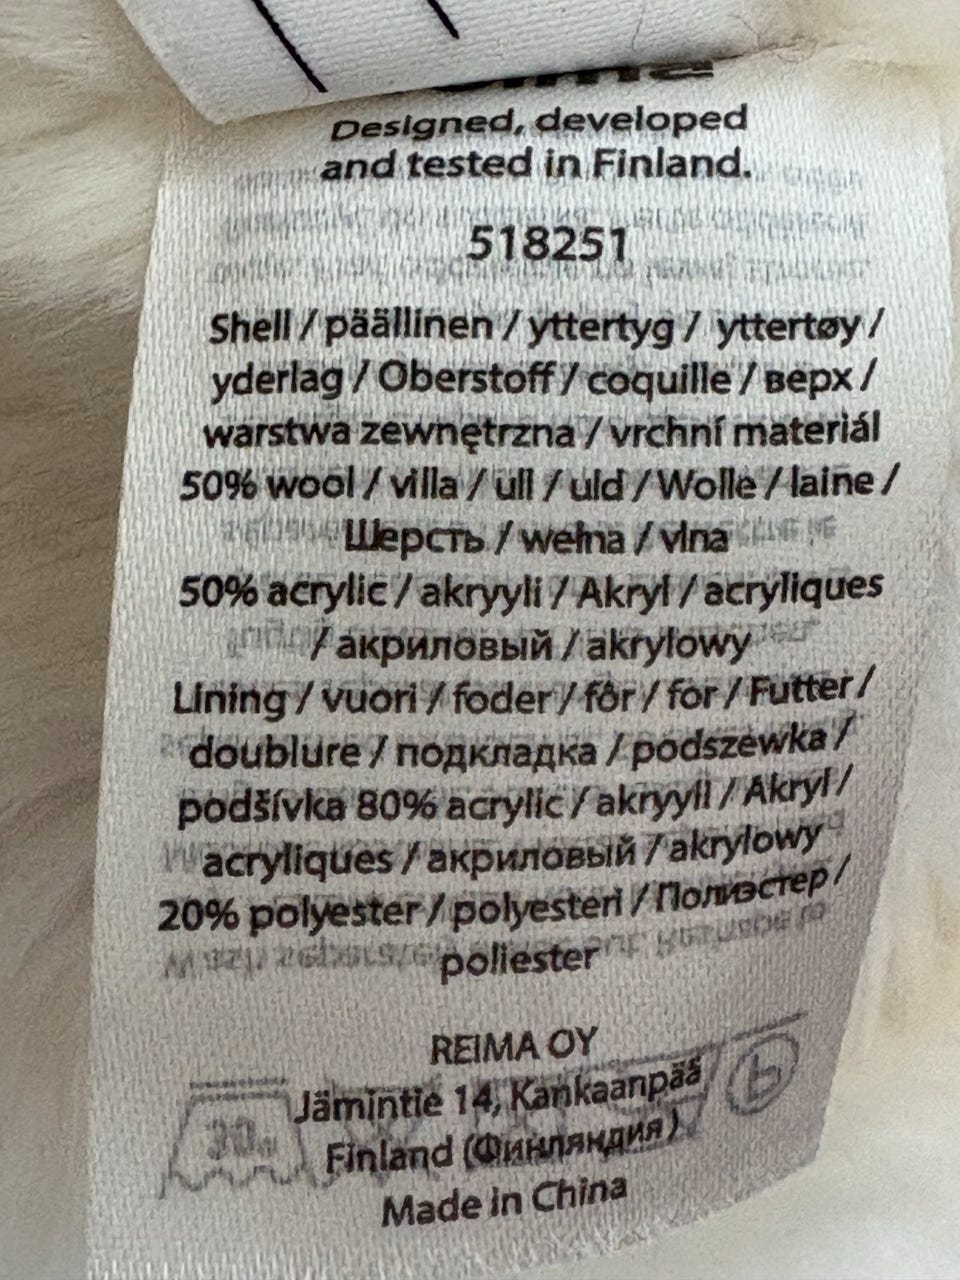 Designed, developed
and tested in Finland.
518251
Shell / päällinen / yttertyg / yttertøy /
yderlag / Oberstoff / coquille / верх /
warstwa zewnętrzna / vrchní materiál
50% wool / villa / ull / uld / Wolle / laine /
Шерсть / wełna / vlna
50% acrylic / akryyli / Akryl / acryliques
/ акриловый / akrylowy
Lining / vuori / foder / fôr / for / Futter /
doublure / подкладка / podszewka /
podšívka 80% acrylic / akryyli / Akryl /
acryliques / акриловый / akrylowy
20% polyester / polyesteri / Полиэстер /
poliester
REIMA OY
Jämintie 14, Kankaanpää
Finland (Финляндия)
Made in China